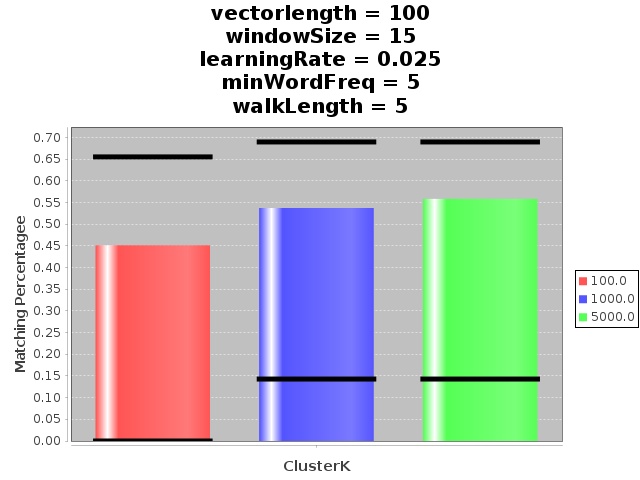 vectorlength = 100
windowSize = 15
learningRate = 0.025
minWordFreq = 5
walkLength = 5
Matching Percentagee
0.70
0.65
0.60
0.55
0.50
0.45
0.40
0.35
0.30
0.25
0.20
0.15
0.10
0.05
0.00
ClusterK
100.0
1000.0
5000.0